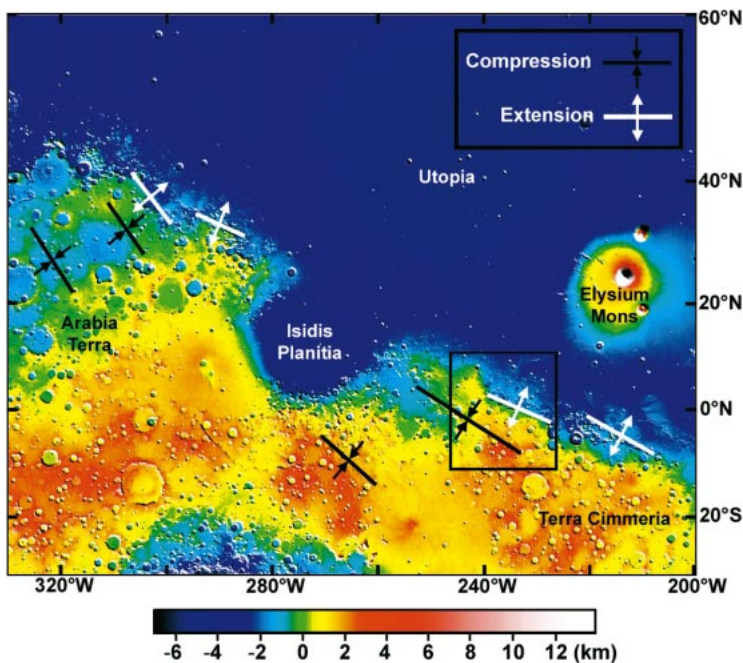 60°N
Compression
Extension
Utopia
40°N
Elysium
Mons
20°N
Arabia
Terra
Isidis
Planitia
0°N
Terra Cimmeria
20°S
320°W 280°W 240°W 200°W
-6 -4 -2 0 2 4 6 8 10 12 (km)